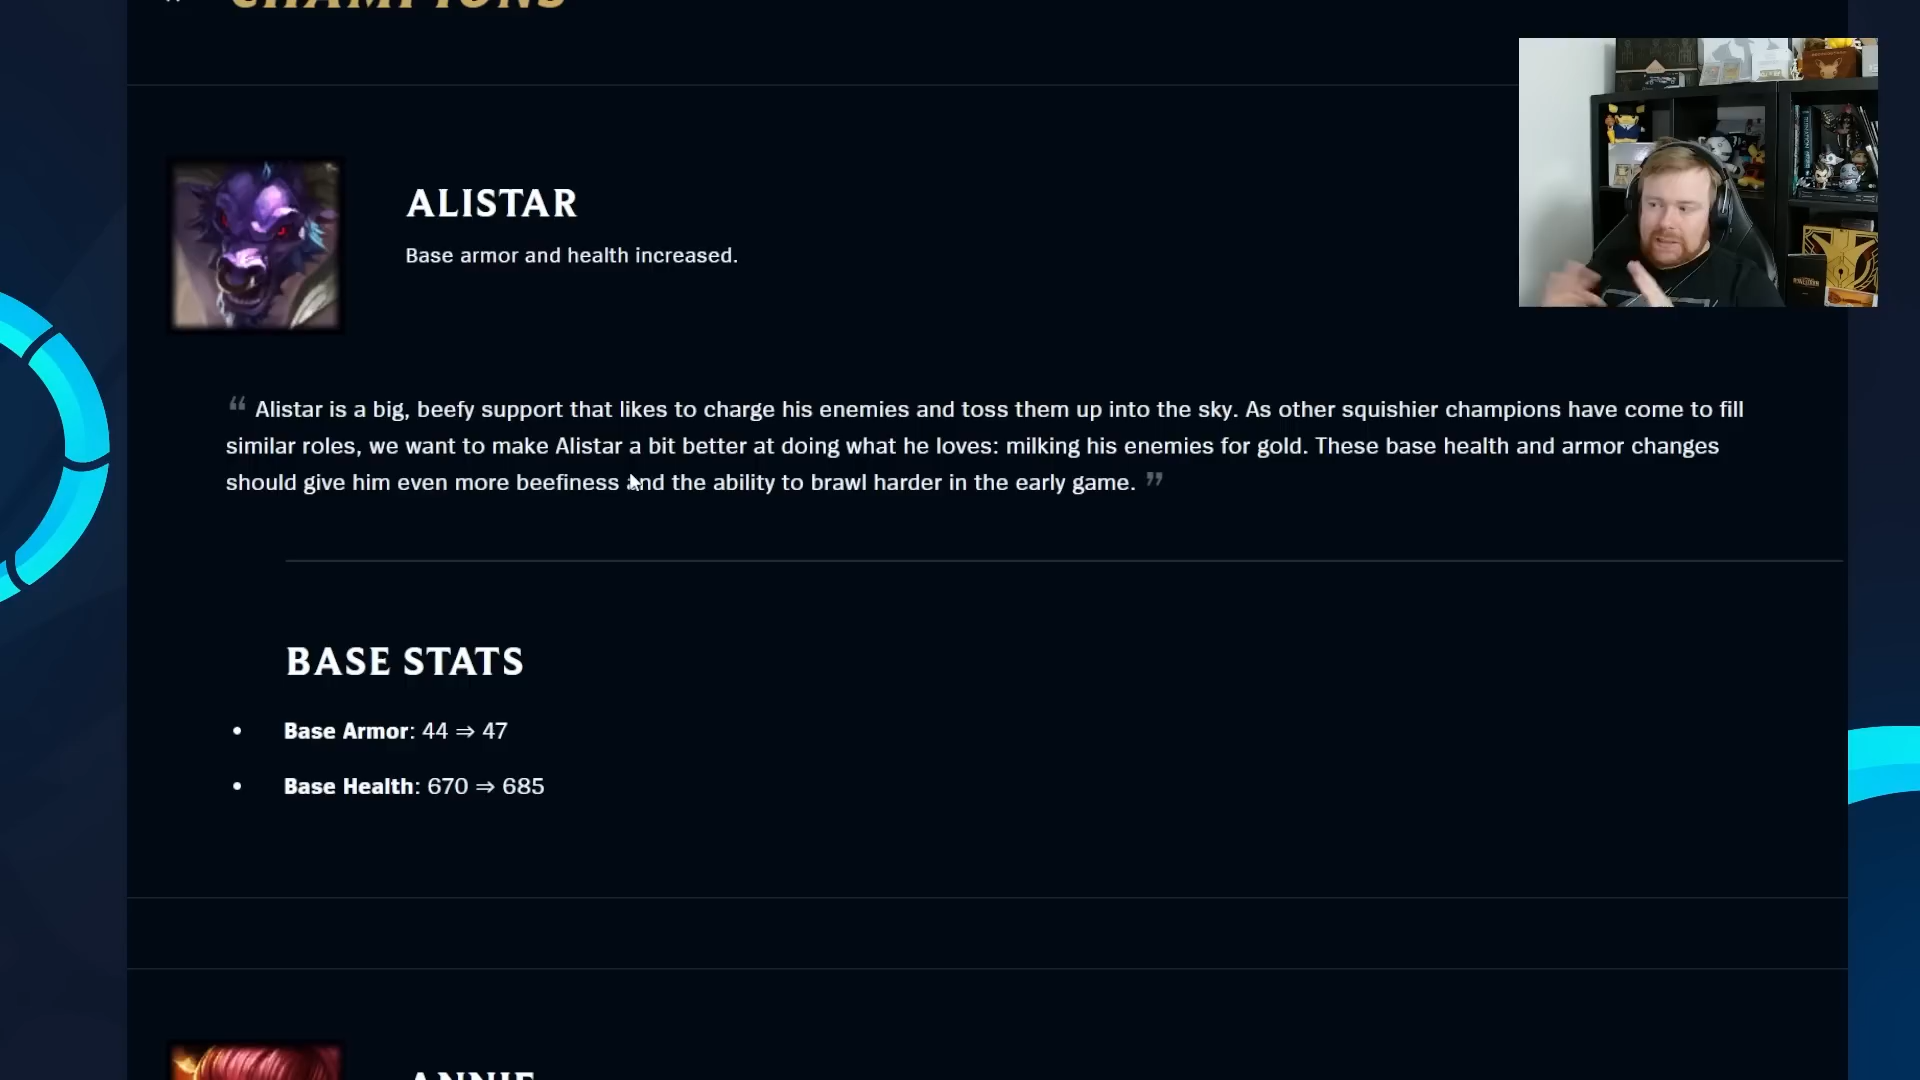 CHAMPIONS
ALISTAR
Base armor and health increased.
“ Alistar is a big, beefy support that likes to charge his enemies and toss them up into the sky. As other squishier champions have come to fill
similar roles, we want to make Alistar a bit better at doing what he loves: milking his enemies for gold. These base health and armor changes
should give him even more beefiness and the ability to brawl harder in the early game. ”
BASE STATS
• Base Armor: 44 ⇒ 47
• Base Health: 670 ⇒ 685
ANNIE